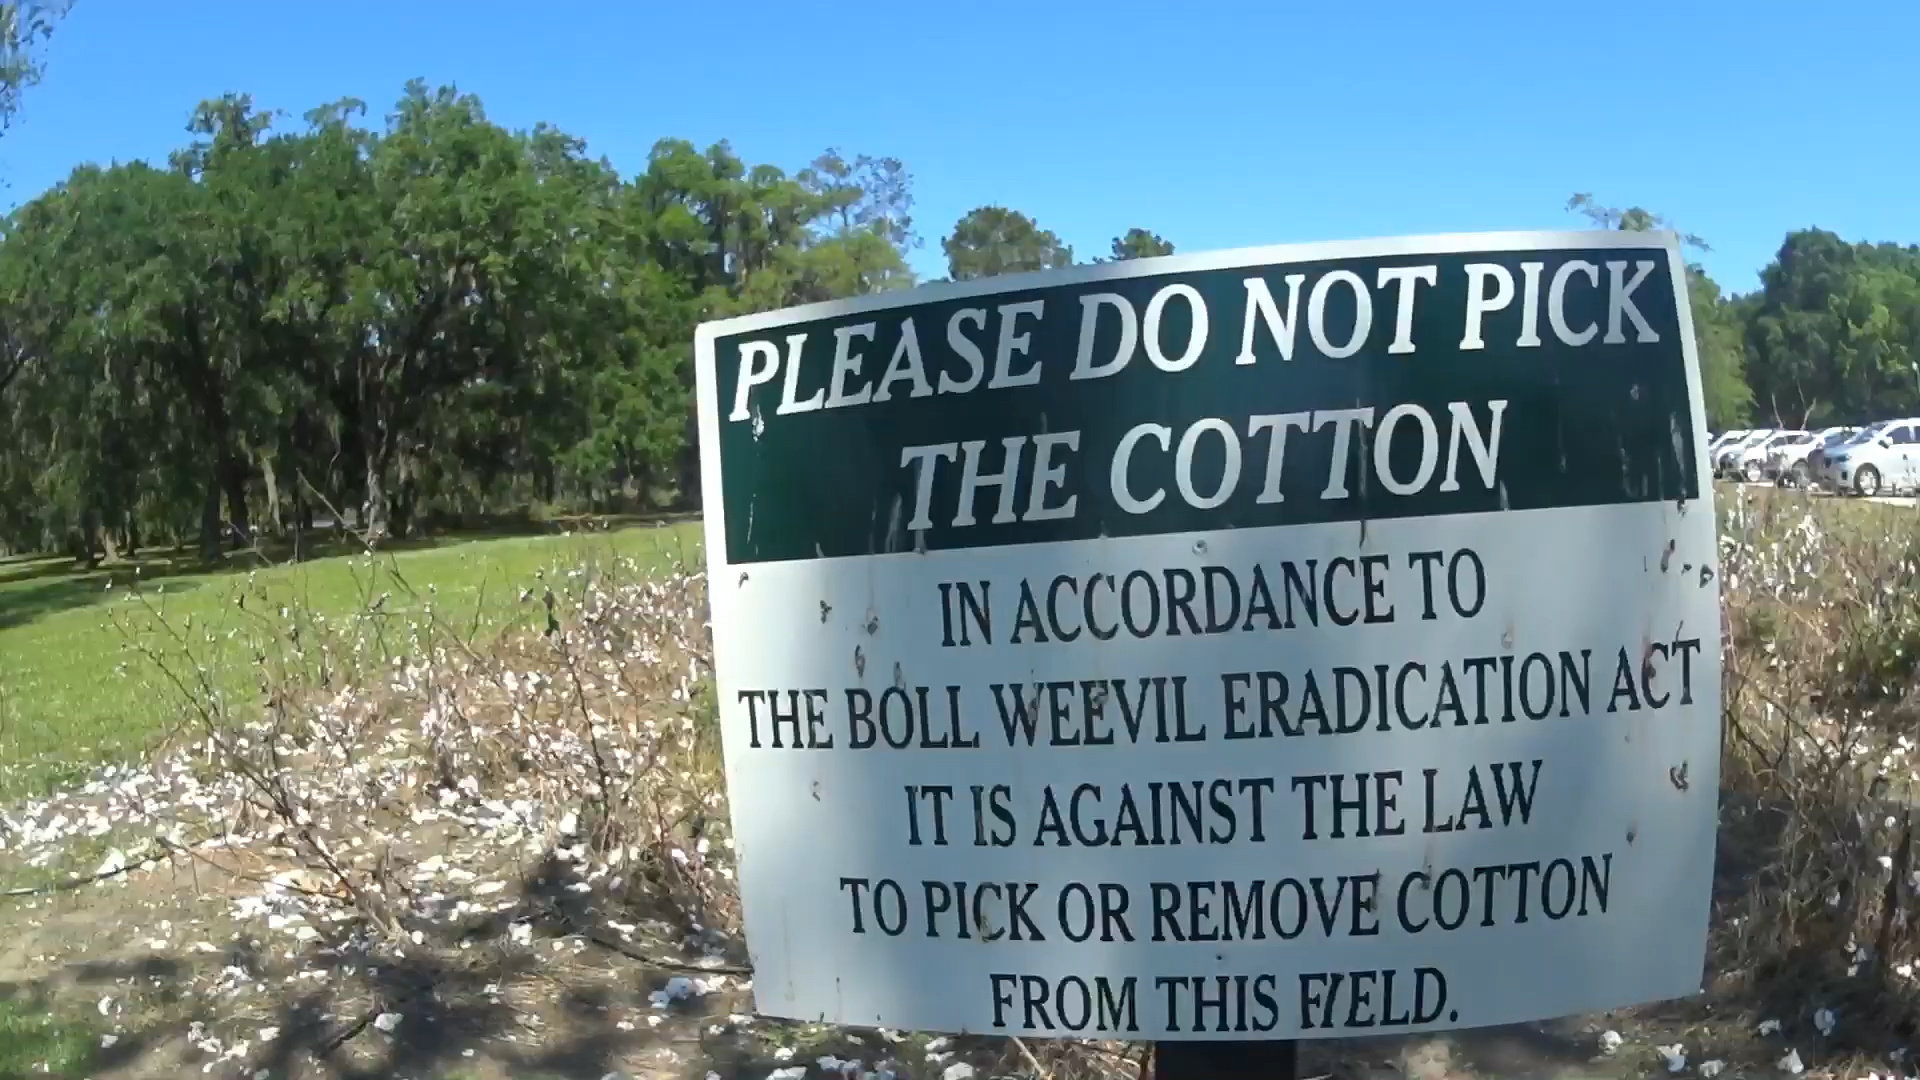 PLEASE DO NOT PICK
THE COTTON
IN ACCORDANCE TO
THE BOLL WEEVIL ERADICATION ACT
IT IS AGAINST THE LAW
TO PICK OR REMOVE COTTON
FROM THIS FIELD.